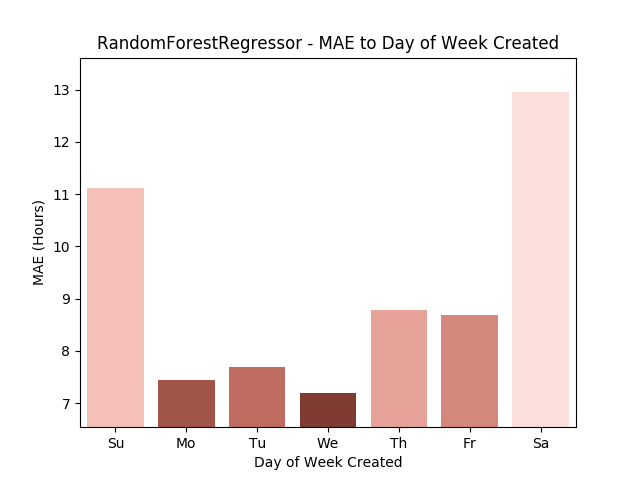 RandomForestRegressor - MAE to Day of Week Created
13
12
11
10
9
8
7
MAE (Hours)
Su Mo Tu We Th Fr Sa
Day of Week Created